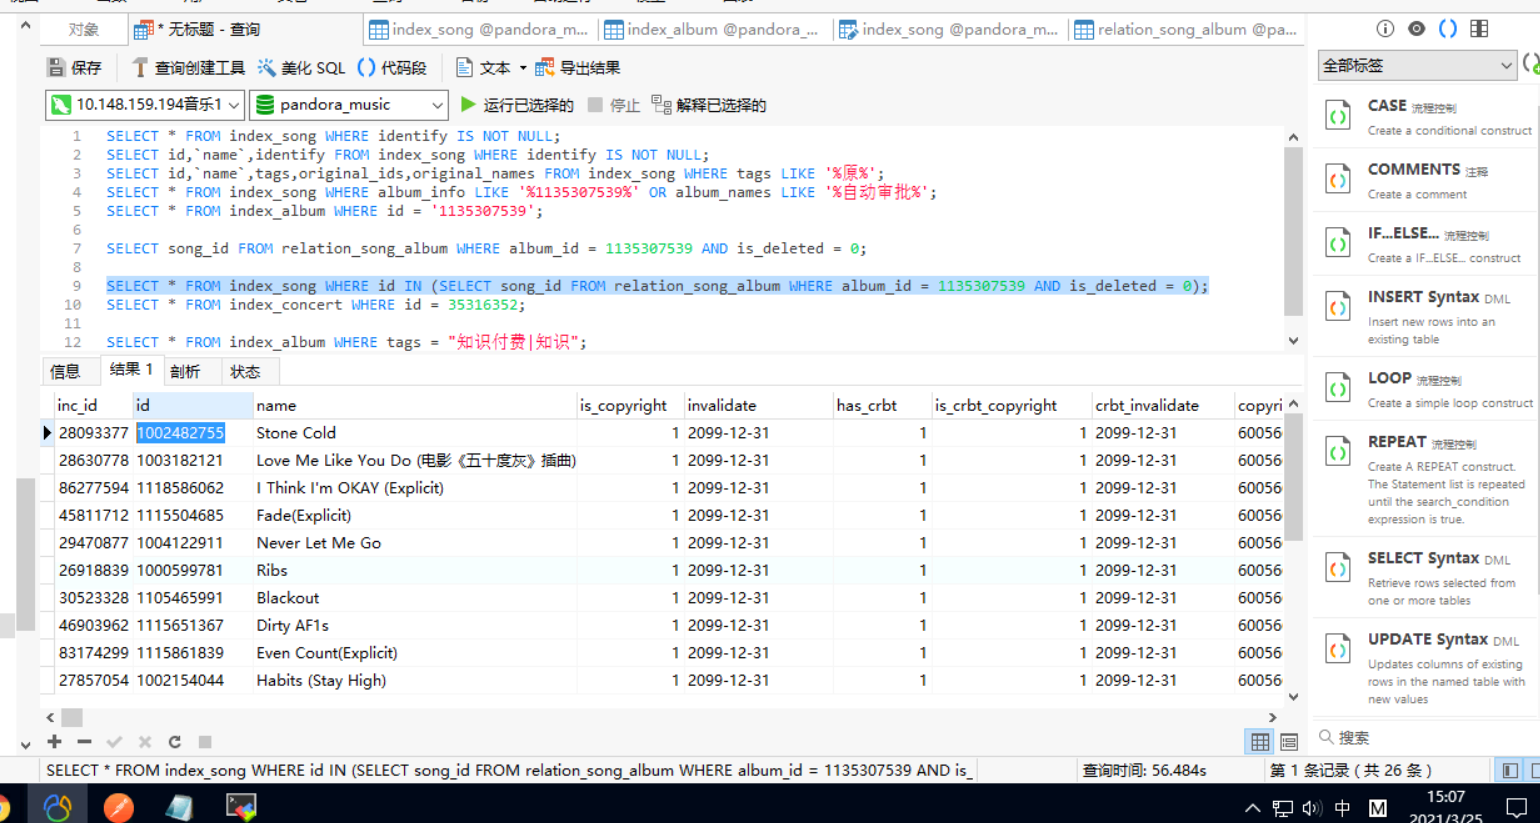 对象
* 无标题 - 查询
index_song @pandora_m...
index_album @pandora_...
index_song @pandora_m...
relation_song_album @pa...
保存
查询创建工具
美化 SQL
代码段
文本
导出结果
全部标签
10.148.159.194音乐1
pandora_music
运行已选择的
停止
解释已选择的
1 SELECT * FROM index_song WHERE identify IS NOT NULL;
2 SELECT id,`name`,identify FROM index_song WHERE identify IS NOT NULL;
3 SELECT id,`name`,tags,original_ids,original_names FROM index_song WHERE tags LIKE '%原%';
4 SELECT * FROM index_song WHERE album_info LIKE '%1135307539%' OR album_names LIKE '%自动审批%';
5 SELECT * FROM index_album WHERE id = '1135307539';
6
7 SELECT song_id FROM relation_song_album WHERE album_id = 1135307539 AND is_deleted = 0;
8
9 SELECT * FROM index_song WHERE id IN (SELECT song_id FROM relation_song_album WHERE album_id = 1135307539 AND is_deleted = 0);
10 SELECT * FROM index_concert WHERE id = 35316352;
11
12 SELECT * FROM index_album WHERE tags = "知识付费|知识";
信息 结果 1 剖析 状态
inc_id id name is_copyright invalidate has_crbt is_crbt_copyright crbt_invalidate copyri
28093377 1002482755 Stone Cold 1 2099-12-31 1 1 2099-12-31 60056
28630778 1003182121 Love Me Like You Do (电影《五十度灰》插曲) 1 2099-12-31 1 1 2099-12-31 60056
86277594 1118586062 I Think I'm OKAY (Explicit) 1 2099-12-31 1 1 2099-12-31 60056
45811712 1115504685 Fade(Explicit) 1 2099-12-31 1 1 2099-12-31 60056
29470877 1004122911 Never Let Me Go 1 2099-12-31 1 1 2099-12-31 60056
26918839 1000599781 Ribs 1 2099-12-31 1 1 2099-12-31 60056
30523328 1105465991 Blackout 1 2099-12-31 1 1 2099-12-31 60056
46903962 1115651367 Dirty AF1s 1 2099-12-31 1 1 2099-12-31 60056
83174299 1115861839 Even Count(Explicit) 1 2099-12-31 1 1 2099-12-31 60056
27857054 1002154044 Habits (Stay High) 1 2099-12-31 1 1 2099-12-31 60056
CASE 流程控制
Create a conditional construct
COMMENTS 注释
Create a comment
IF...ELSE... 流程控制
Create a IF...ELSE... construct
INSERT Syntax DML
Insert new rows into an
existing table
LOOP 流程控制
Create a simple loop construct
REPEAT 流程控制
Create A REPEAT construct.
The Statement list is repeated
until the search_condition
expression is true.
SELECT Syntax DML
Retrieve rows selected from
one or more tables
UPDATE Syntax DML
Updates columns of existing
rows in the named table with
new values
搜索
SELECT * FROM index_song WHERE id IN (SELECT song_id FROM relation_song_album WHERE album_id = 1135307539 AND is_
查询时间: 56.484s
第 1 条记录 ( 共 26 条 )
中
M
15:07
2021/3/25